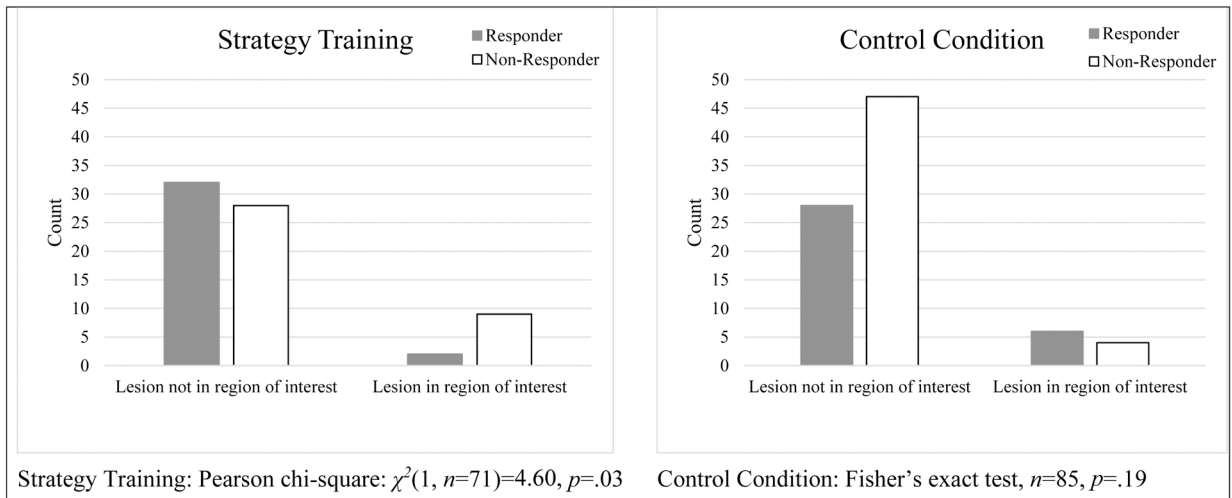 Strategy Training
Responder
Non-Responder
50
45
40
35
30
25
20
15
10
5
0
Count
Lesion not in region of interest
Lesion in region of interest
Control Condition
Responder
Non-Responder
50
45
40
35
30
25
20
15
10
5
0
Count
Lesion not in region of interest
Lesion in region of interest
Strategy Training: Pearson chi-square: χ²(1, n=71)=4.60, p=.03
Control Condition: Fisher’s exact test, n=85, p=.19